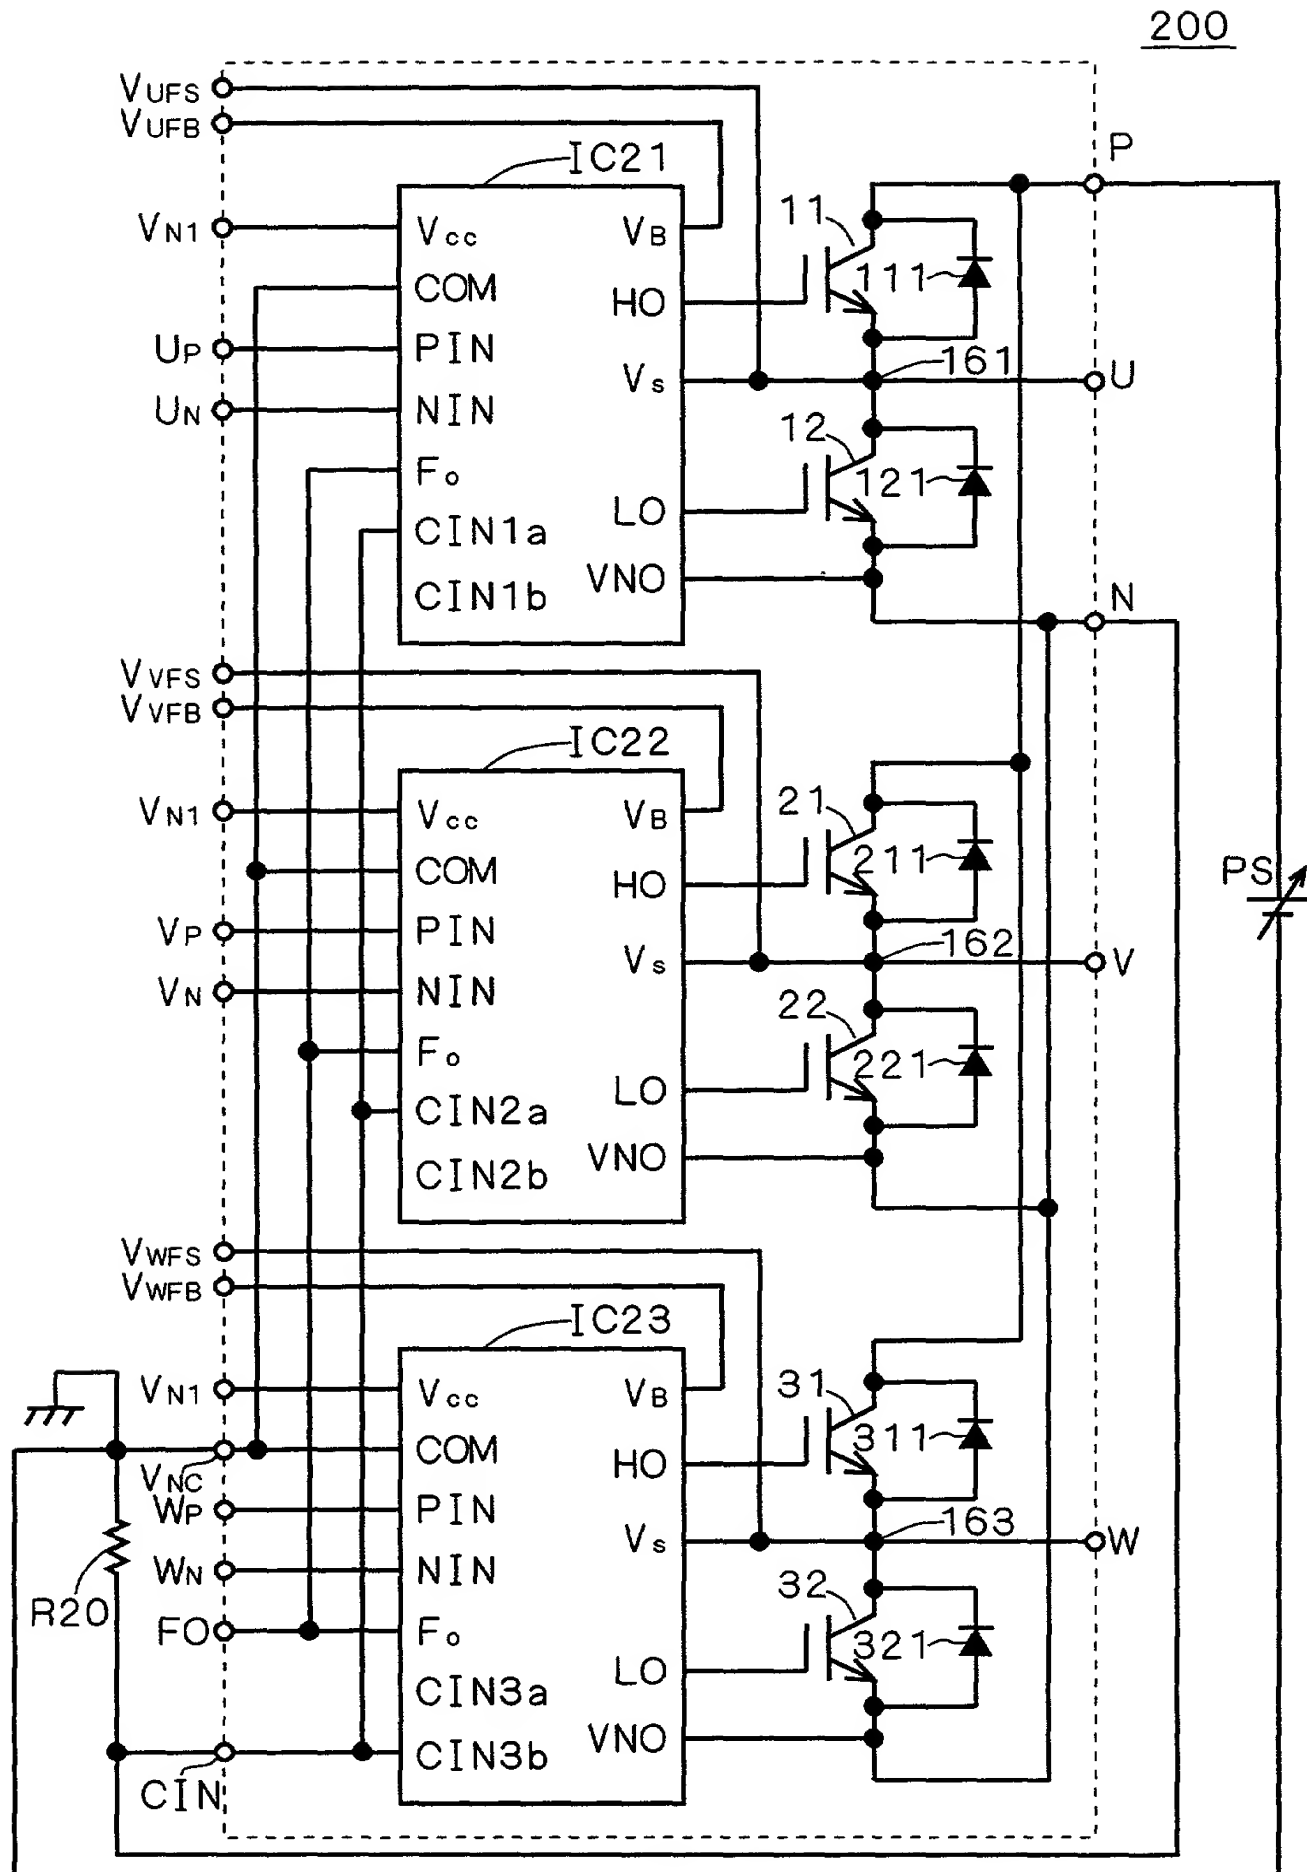 200
VUFS
VUFB
P
IC21
VN1
Vcc
VB
11
COM
111
HO
UP
PIN
Vs
161
U
UN
NIN
12
Fo
121
LO
CIN1a
VNO
CIN1b
N
VVFS
VVFB
IC22
VN1
Vcc
VB
21
COM
211
HO
PS
VP
PIN
Vs
162
V
VN
NIN
22
Fo
221
LO
CIN2a
VNO
CIN2b
VWFS
VWFB
IC23
VN1
Vcc
VB
31
COM
311
HO
VNC
WP
PIN
Vs
163
W
WN
NIN
32
R20
FO
Fo
321
LO
CIN3a
VNO
CIN3b
CIN